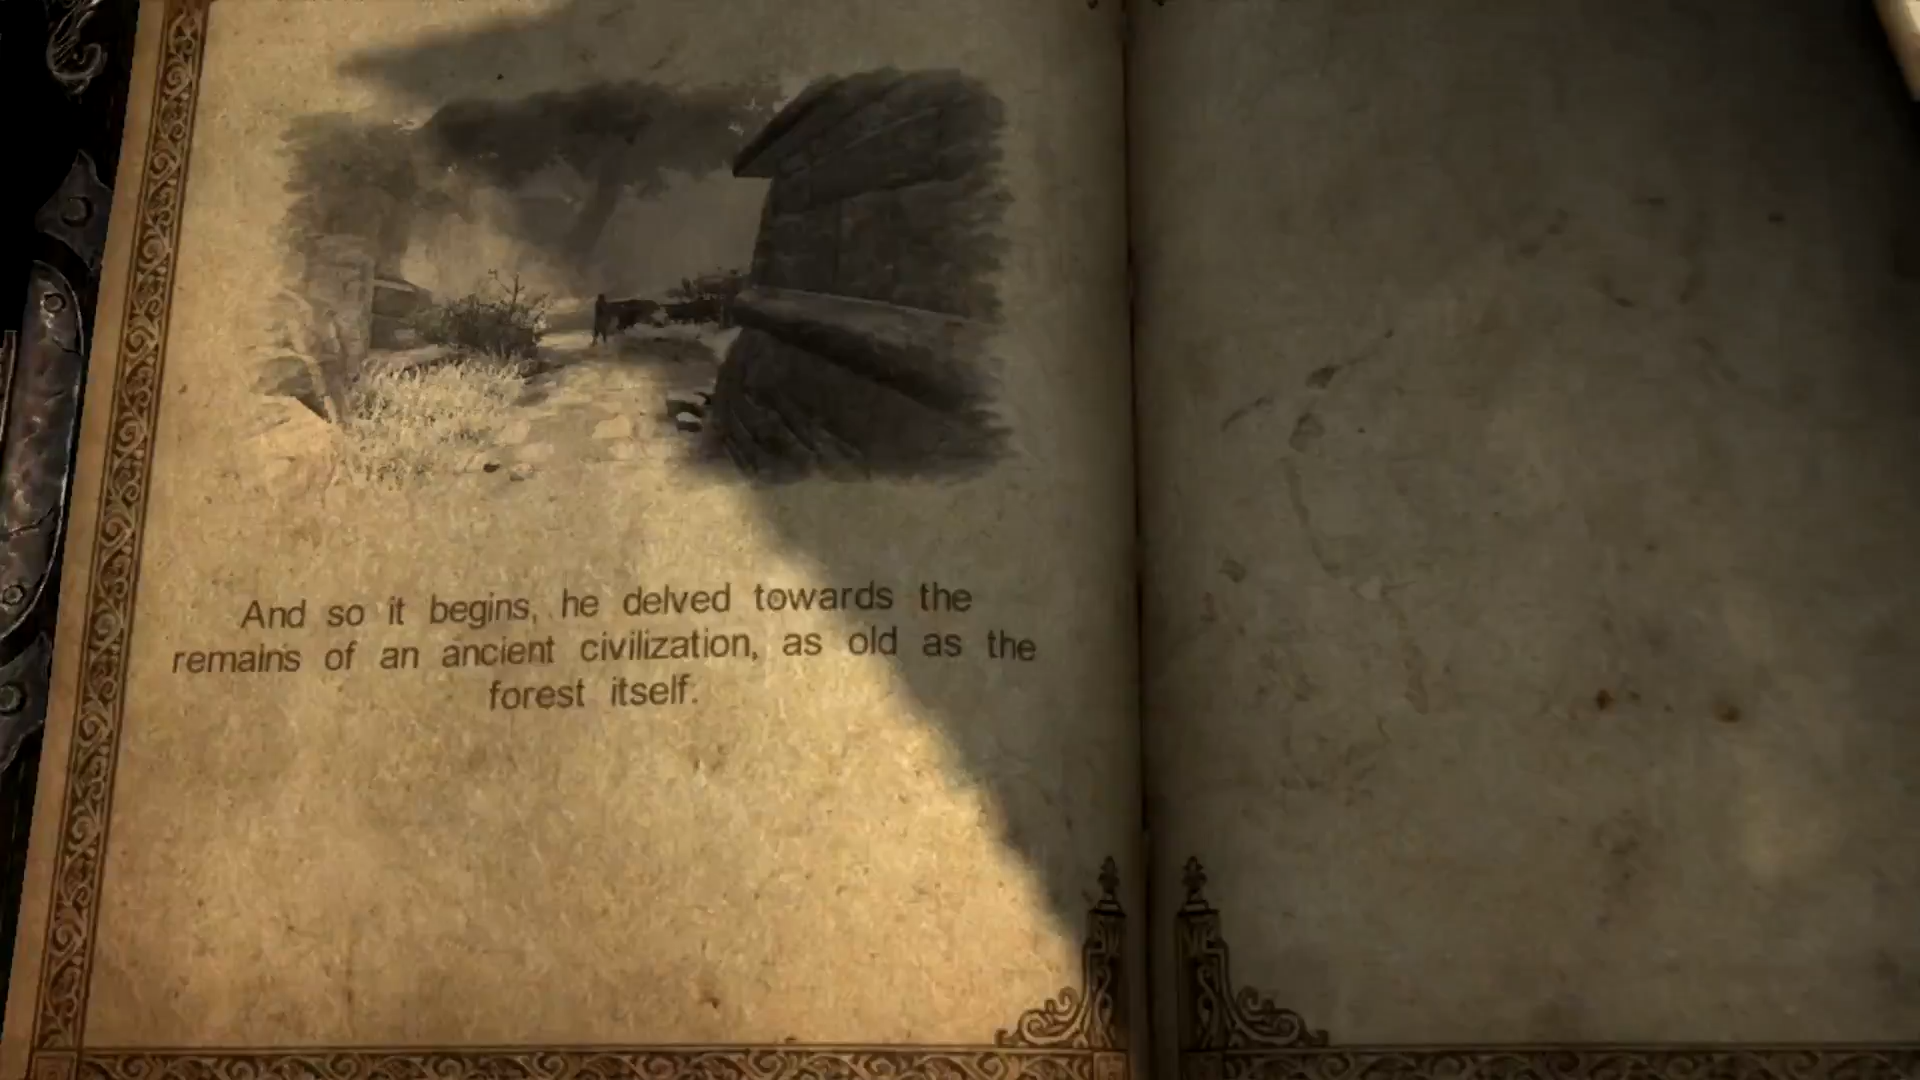 And so it begins, he delved towards the
remains of an ancient civilization, as old as the
forest itself.